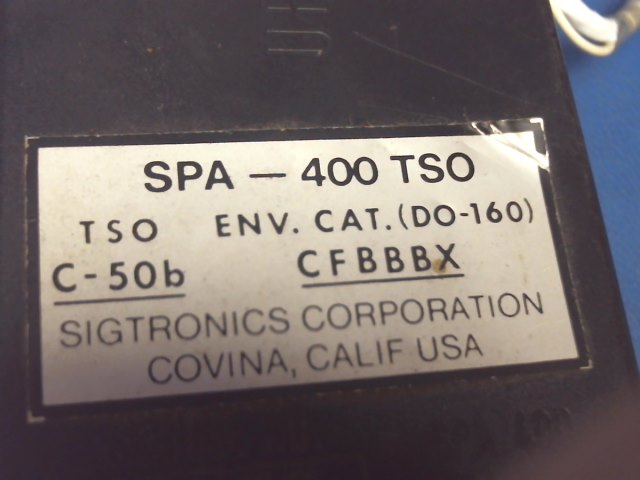 SPA — 400 TSO
TSO ENV. CAT. (DO-160)
C-50b CFBBBX
SIGTRONICS CORPORATION
COVINA, CALIF USA